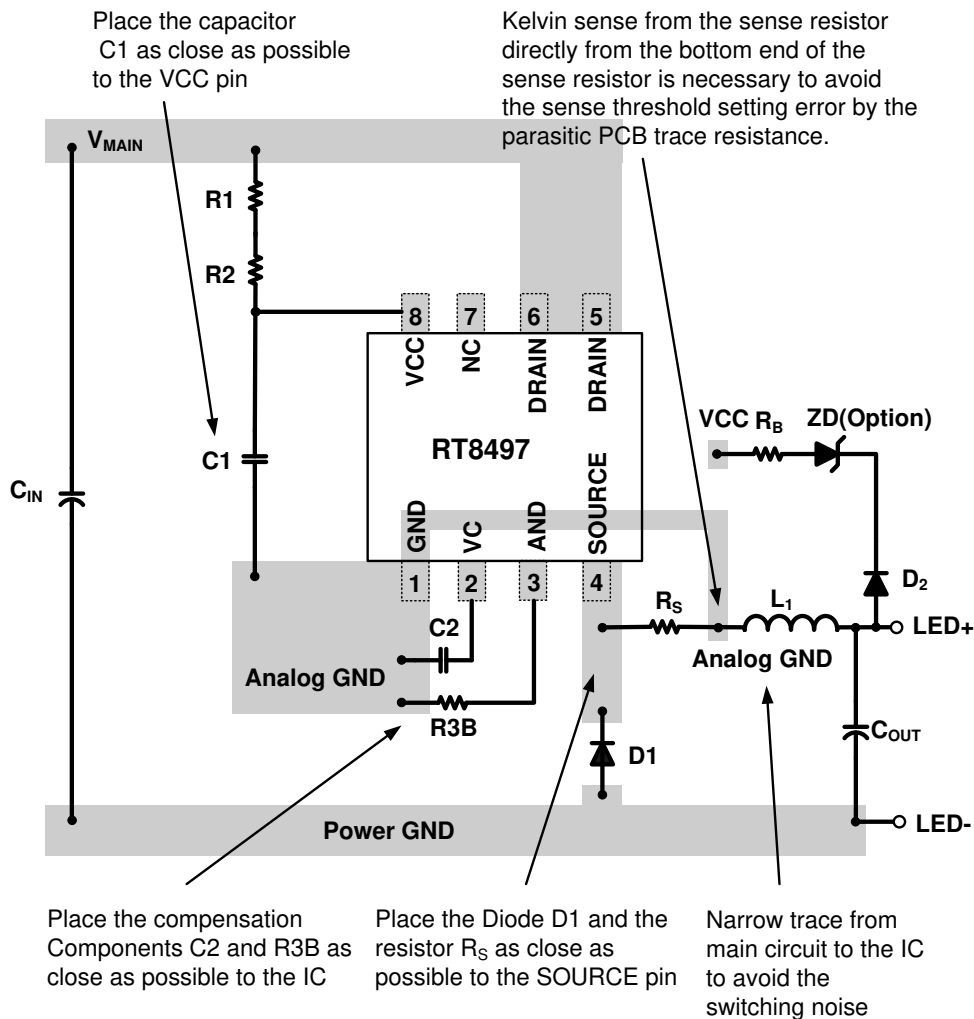 Place the capacitor
C1 as close as possible
to the VCC pin
Kelvin sense from the sense resistor
directly from the bottom end of the
sense resistor is necessary to avoid
the sense threshold setting error by the
parasitic PCB trace resistance.
VMAIN
R1
R2
8 7 6 5
VCC NC DRAIN DRAIN
RT8497
GND VC AND SOURCE
1 2 3 4
C1
CIN
VCC RB ZD(Option)
D2
RS
L1
LED+
Analog GND
C2
Analog GND
R3B
D1
COUT
Power GND
LED-
Place the compensation
Components C2 and R3B as
close as possible to the IC
Place the Diode D1 and the
resistor RS as close as
possible to the SOURCE pin
Narrow trace from
main circuit to the IC
to avoid the
switching noise